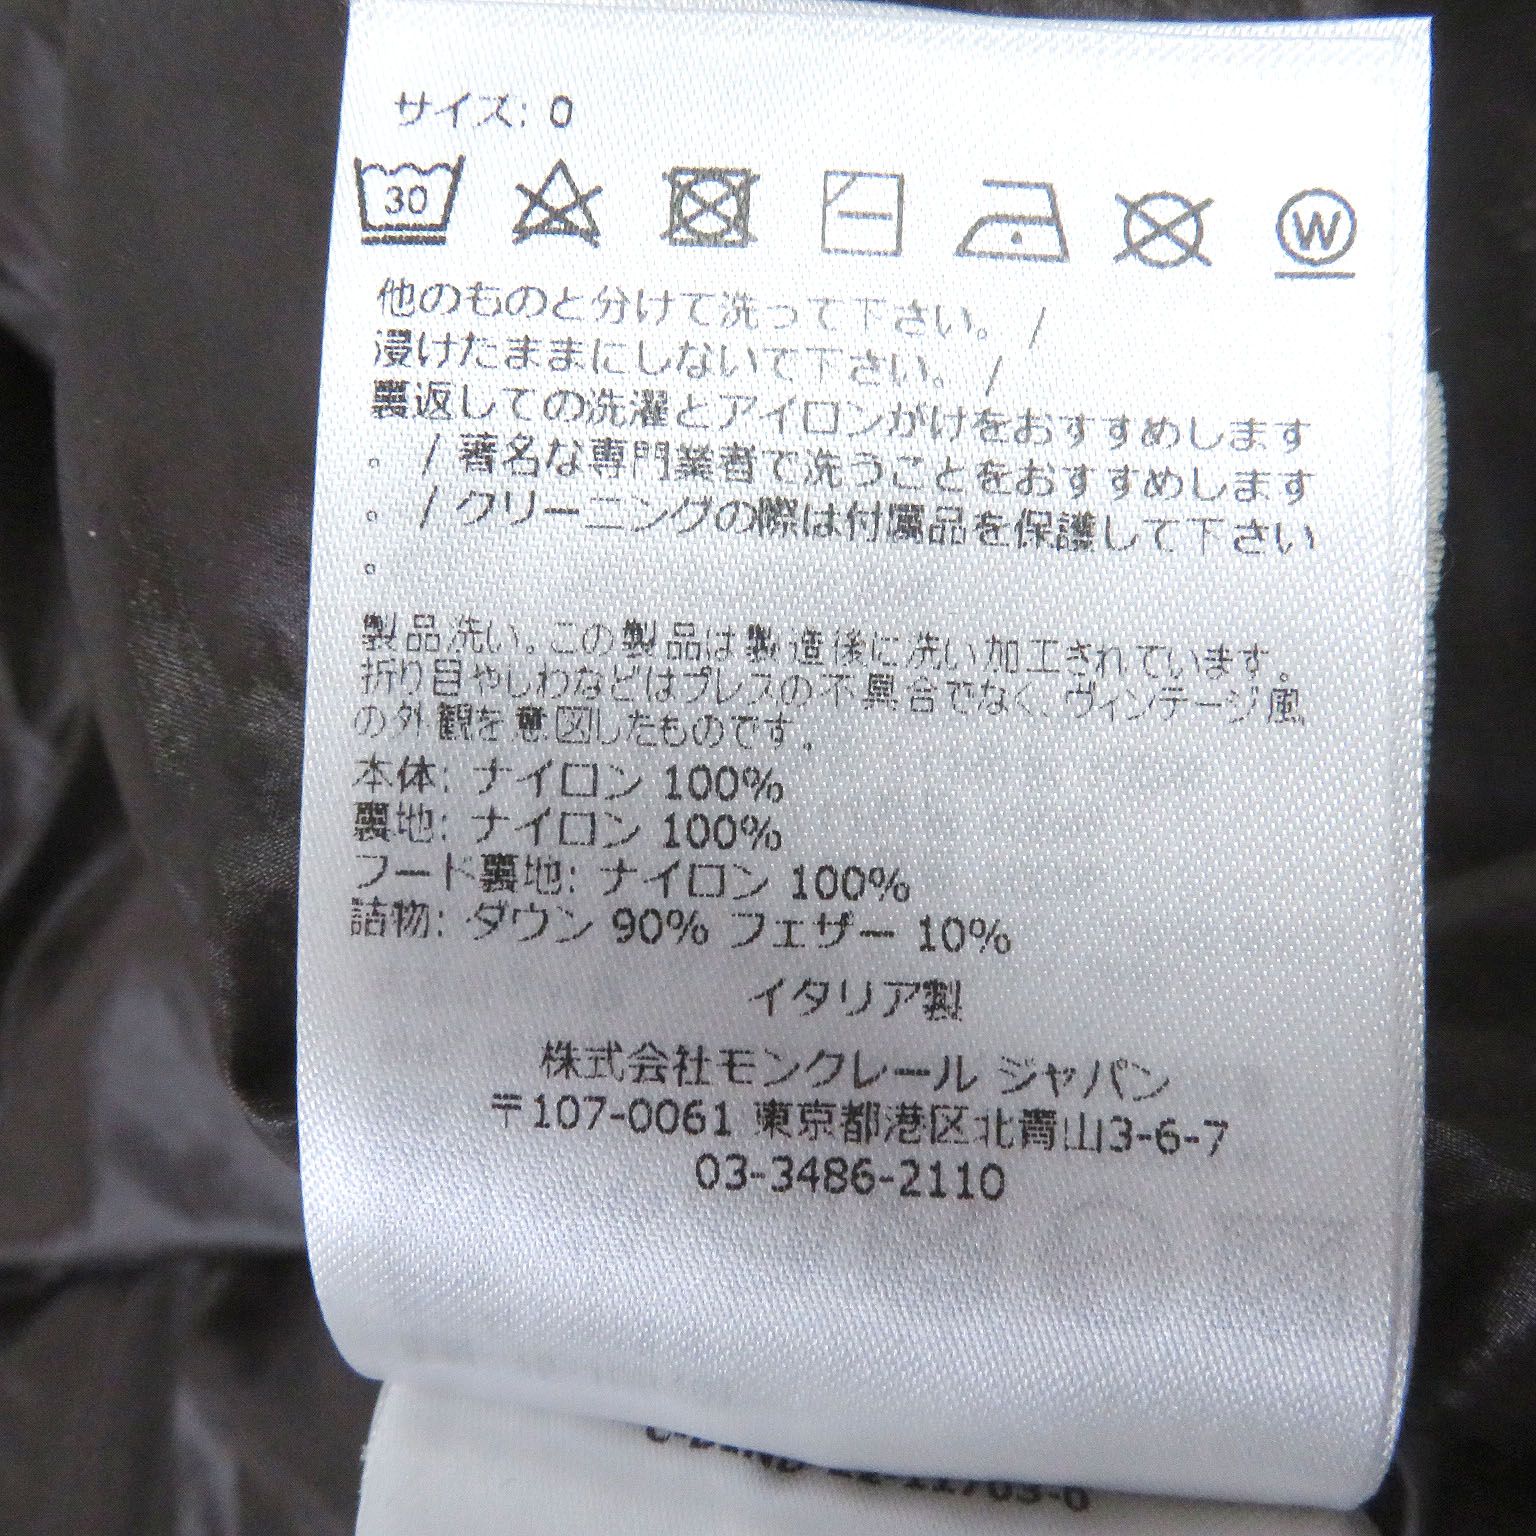 サイズ: 0
30
W
他のものと分けて洗って下さい。 /
浸けたままにしないで下さい。 /
裏返しての洗濯とアイロンがけをおすすめします
。 / 著名な専門業者で洗うことをおすすめします
。 / クリーニングの際は付属品を保護して下さい
。
製品洗い。この製品は製造後に洗い加工されています。
折り目やしわなどはプレスの不具合でなく、ヴィンテージ風
の外観を意図したものです。
本体: ナイロン 100%
裏地: ナイロン 100%
フード裏地: ナイロン 100%
詰物: ダウン 90% フェザー 10%
イタリア製
株式会社モンクレール ジャパン
〒107-0061 東京都港区北青山3-6-7
03-3486-2110